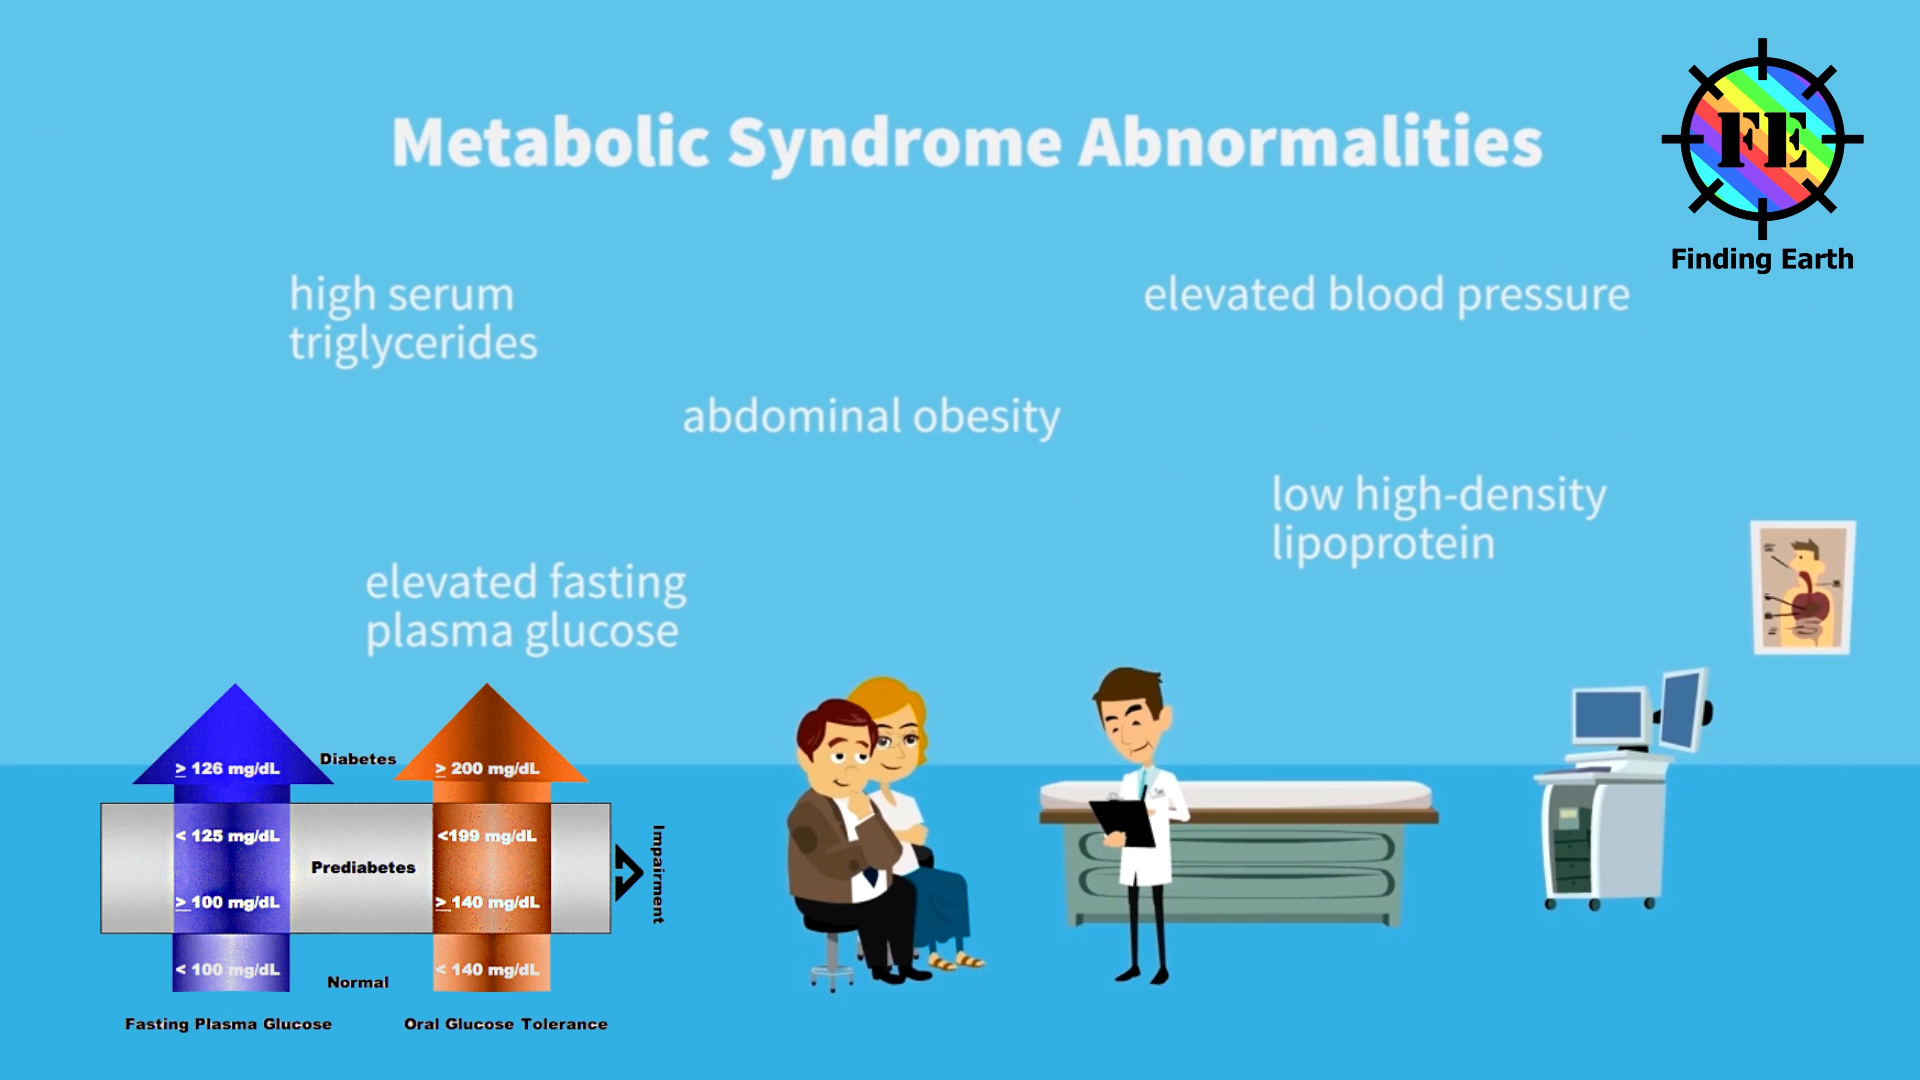 Metabolic Syndrome Abnormalities
FE
Finding Earth
high serum
triglycerides
elevated blood pressure
abdominal obesity
low high-density
lipoprotein
elevated fasting
plasma glucose
Diabetes
≥ 126 mg/dL
≥ 200 mg/dL
< 125 mg/dL
<199 mg/dL
Prediabetes
≥ 100 mg/dL
≥ 140 mg/dL
Impairment
< 100 mg/dL
< 140 mg/dL
Normal
Fasting Plasma Glucose
Oral Glucose Tolerance